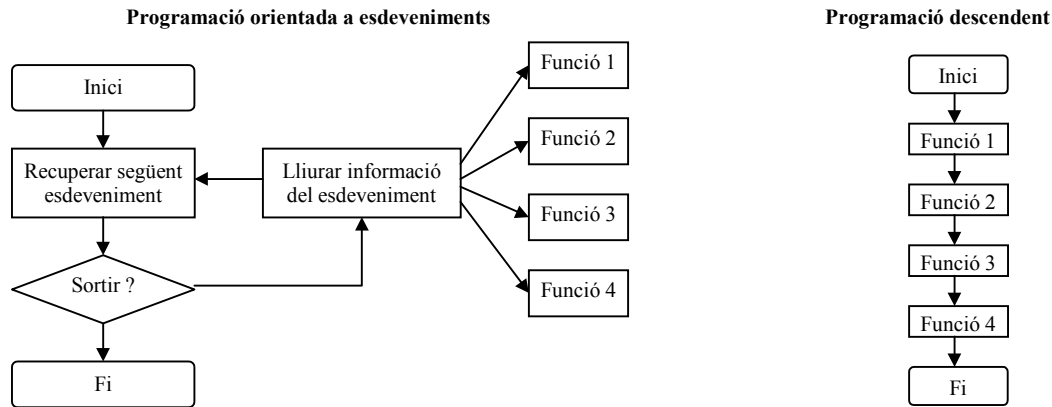 Programació orientada a esdeveniments
Inici
Recuperar següent
esdeveniment
Sortir ?
Fi
Lliurar informació
del esdeveniment
Funció 1
Funció 2
Funció 3
Funció 4
Programació descendent
Inici
Funció 1
Funció 2
Funció 3
Funció 4
Fi